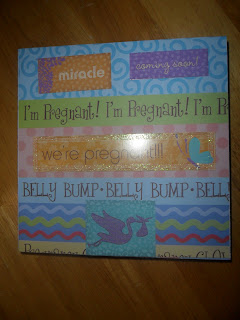 miracle
coming soon!
I'm Pregnant! I'm Pregnant! I'm P
we're pregnant!!!
BELLY BUMP • BELLY BUMP • BELLY